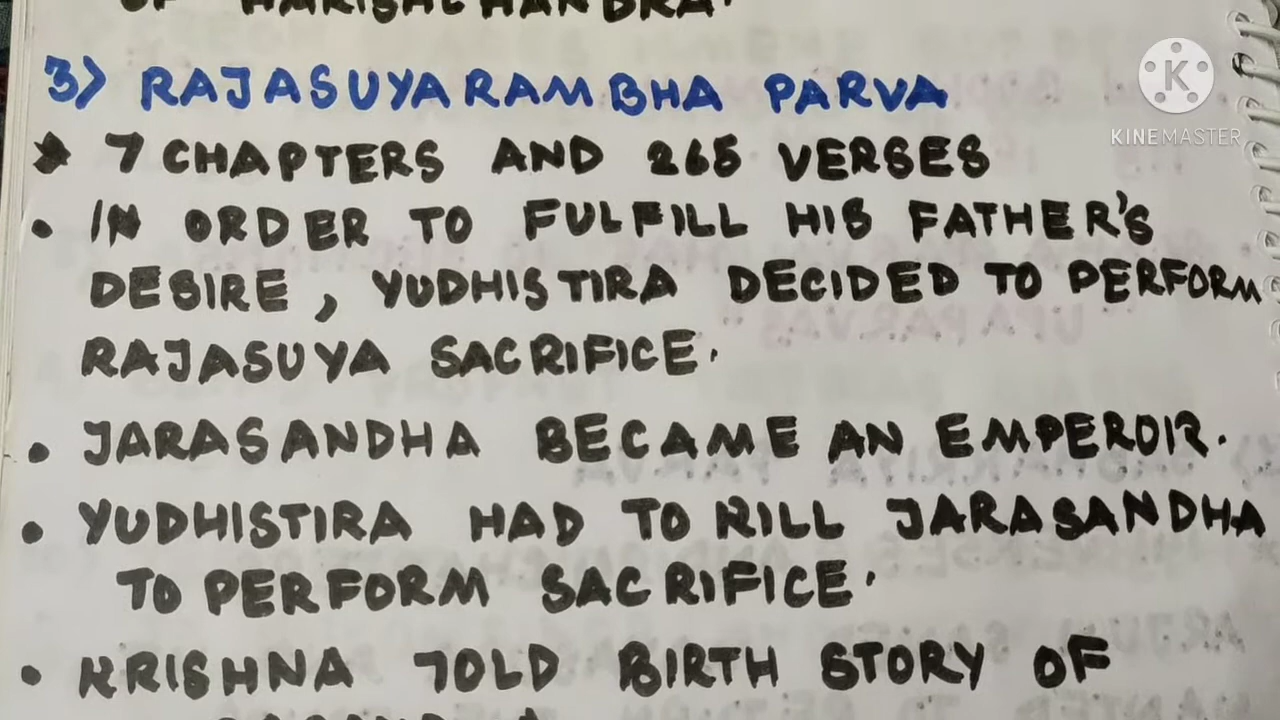 OF HARISHCHANDRA.
3) RAJASUYARAMBHA PARVA
K
KINEMASTER
→ 7 CHAPTERS AND 265 VERSES
• IN ORDER TO FULFILL HIS FATHER'S
DESIRE, YUDHISTIRA DECIDED TO PERFORM
RAJASUYA SACRIFICE.
• JARASANDHA BECAME AN EMPEROR.
• YUDHISTIRA HAD TO KILL JARASANDHA
TO PERFORM SACRIFICE.
• KRISHNA TOLD BIRTH STORY OF